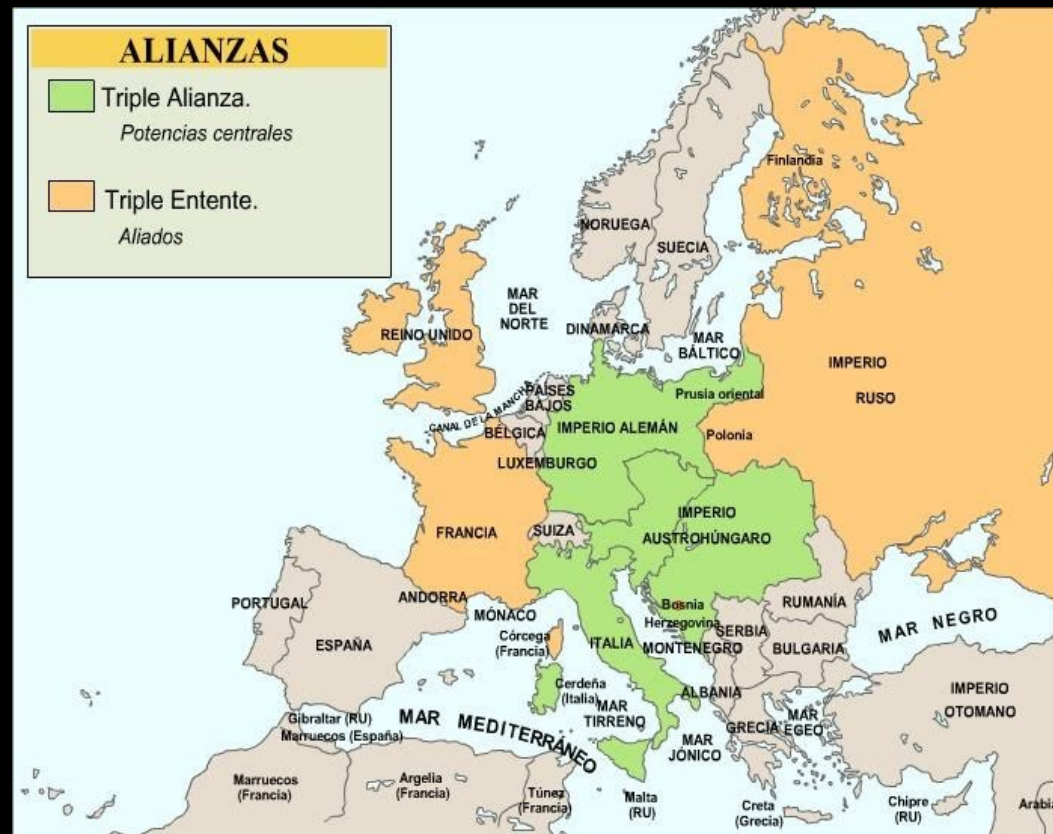 ALIANZAS
Triple Alianza.
Potencias centrales
Triple Entente.
Aliados
Finlandia
NORUEGA
SUECIA
MAR
DEL
NORTE
REINO UNIDO
DINAMARCA
MAR
BÁLTICO
IMPERIO
RUSO
PAÍSES
BAJOS
Prusia oriental
CANAL DE LA MANCHA
BÉLGICA
IMPERIO ALEMÁN
Polonia
LUXEMBURGO
FRANCIA
SUIZA
IMPERIO
AUSTROHÚNGARO
PORTUGAL
ANDORRA
MÓNACO
Bosnia
Herzegovina
RUMANÍA
MAR NEGRO
ESPAÑA
Córcega
(Francia)
ITALIA
MONTENEGRO
SERBIA
BULGARIA
Cerdeña
(Italia)
MAR
TIRRENO
ALBANIA
IMPERIO
OTOMANO
Gibraltar (RU)
Marruecos (España)
MAR MEDITERRÁNEO
GRECIA
MAR
EGEO
MAR
JÓNICO
Marruecos
(Francia)
Argelia
(Francia)
Túnez
(Francia)
Malta
(RU)
Creta
(Grecia)
Chipre
(RU)
Arabia